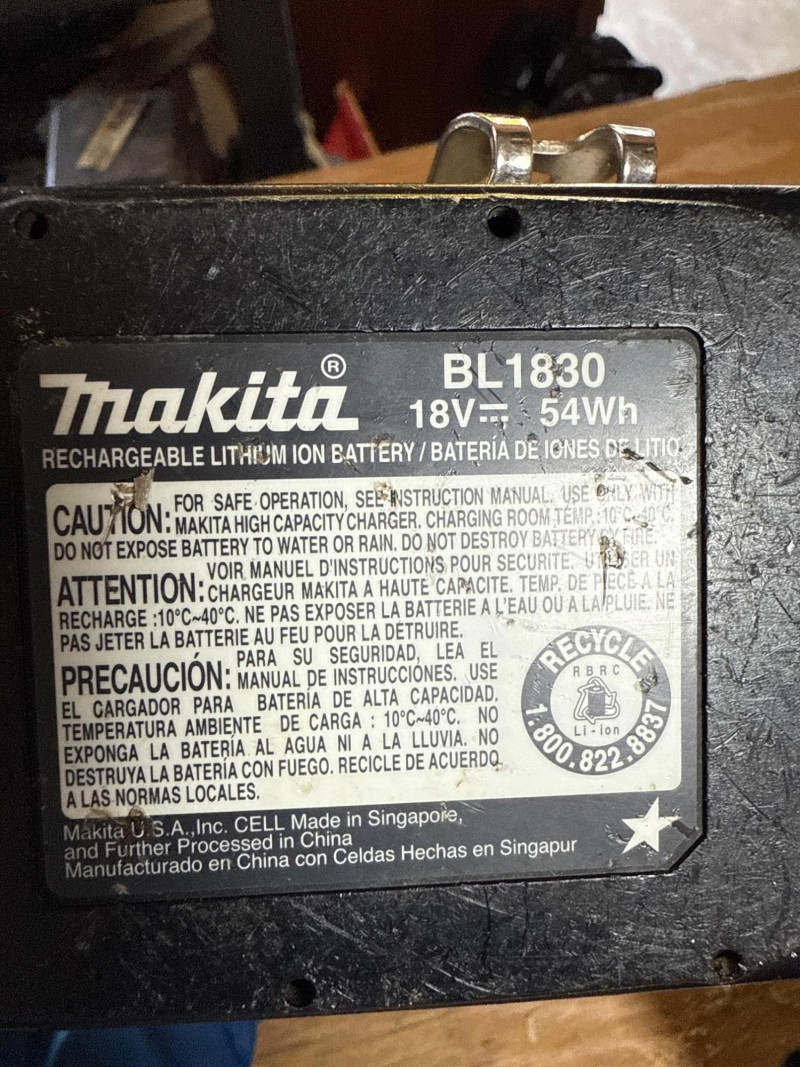 makita®
BL1830
18V⎓ 54Wh
RECHARGEABLE LITHIUM ION BATTERY / BATERÍA DE IONES DE LITIO
CAUTION: FOR SAFE OPERATION, SEE INSTRUCTION MANUAL. USE ONLY WITH
MAKITA HIGH CAPACITY CHARGER. CHARGING ROOM TEMP.:10°C~40°C.
DO NOT EXPOSE BATTERY TO WATER OR RAIN. DO NOT DESTROY BATTERY BY FIRE.
ATTENTION: VOIR MANUEL D'INSTRUCTIONS POUR SECURITE. UTILISER UN
CHARGEUR MAKITA A HAUTE CAPACITE. TEMP. DE PIECE A LA
RECHARGE :10°C~40°C. NE PAS EXPOSER LA BATTERIE A L'EAU OU A LA PLUIE. NE
PAS JETER LA BATTERIE AU FEU POUR LA DETRUIRE.
PRECAUCIÓN: PARA SU SEGURIDAD, LEA EL
MANUAL DE INSTRUCCIONES. USE
EL CARGADOR PARA BATERÍA DE ALTA CAPACIDAD.
TEMPERATURA AMBIENTE DE CARGA : 10°C~40°C. NO
EXPONGA LA BATERÍA AL AGUA NI A LA LLUVIA. NO
DESTRUYA LA BATERÍA CON FUEGO. RECICLE DE ACUERDO
A LAS NORMAS LOCALES.
RECYCLE
RBRC
Li-ion
1.800.822.8837
Makita U.S.A.,Inc. CELL Made in Singapore,
and Further Processed in China
Manufacturado en China con Celdas Hechas en Singapur